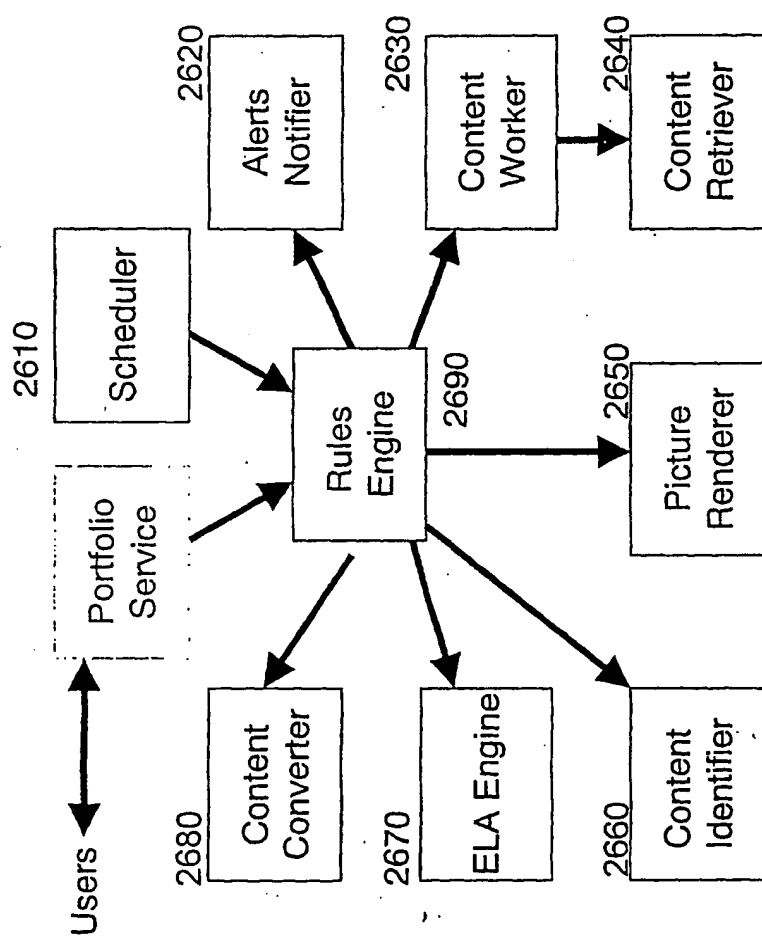 Users
Portfolio
Service
2610
Scheduler
2680
Content
Converter
2620
Alerts
Notifier
Rules
Engine
2690
2670
ELA Engine
2630
Content
Worker
2660
Content
Identifier
2650
Picture
Renderer
2640
Content
Retriever